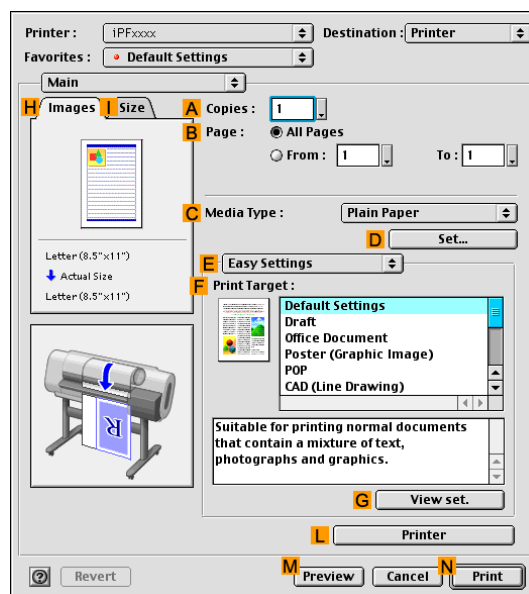 Printer : iPFxxxx Destination : Printer
Favorites : Default Settings
Main
H Images I Size
A Copies : 1
B Page : All Pages
From : 1 To : 1
C Media Type : Plain Paper
D Set...
Letter (8.5"x11")
Actual Size
Letter (8.5"x11")
E Easy Settings
F Print Target :
Default Settings
Draft
Office Document
Poster (Graphic Image)
POP
CAD (Line Drawing)
R
Suitable for printing normal documents
that contain a mixture of text,
photographs and graphics.
G View set.
L Printer
? Revert M Preview Cancel N Print